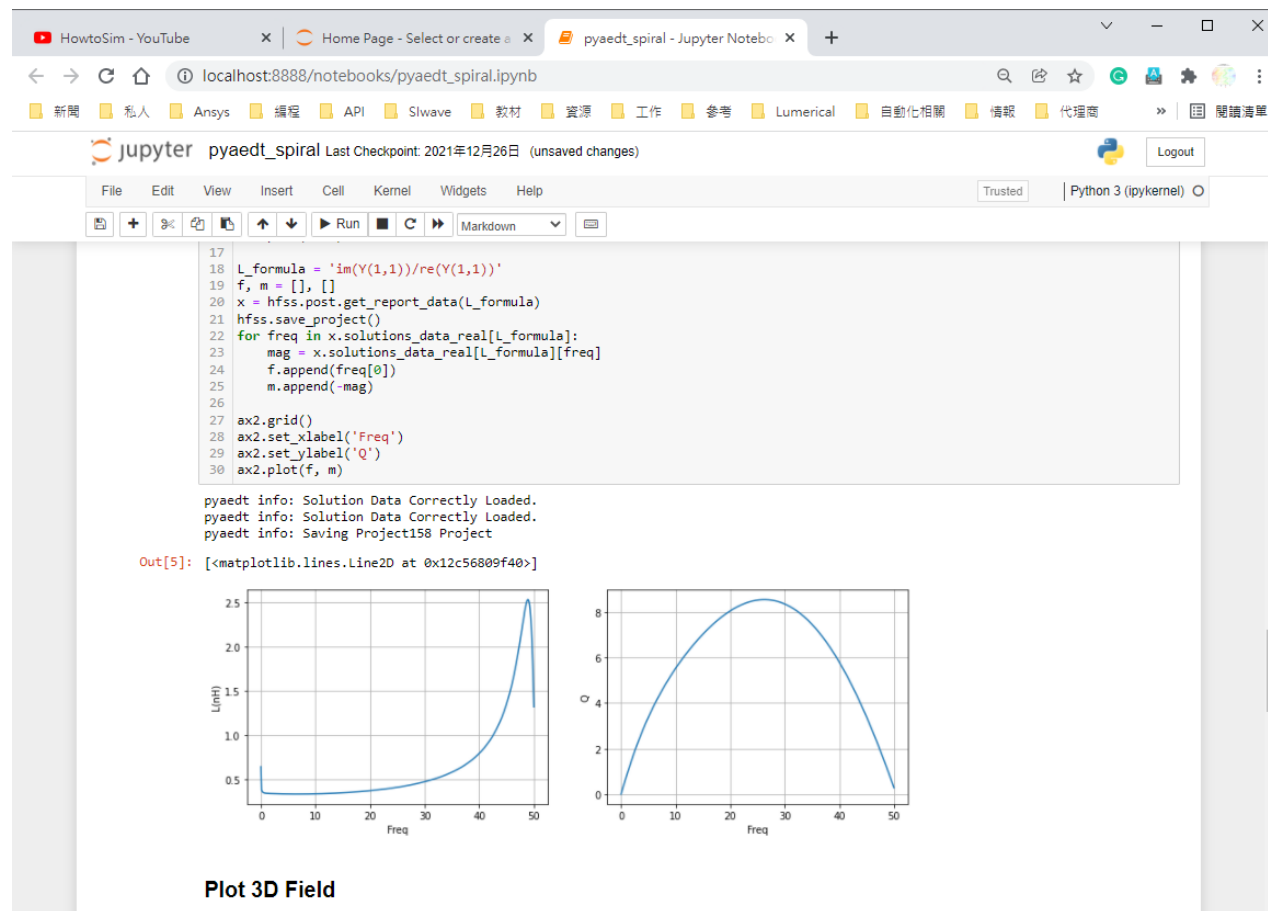 HowtoSim - YouTube
Home Page - Select or create a
pyaedt_spiral - Jupyter Notebo
localhost:8888/notebooks/pyaedt_spiral.ipynb
新聞 私人 Ansys 編程 API SIwave 教材 資源 工作 參考 Lumerical 自動化相關 情報 代理商 » 閱讀清單
jupyter pyaedt_spiral Last Checkpoint: 2021年12月26日 (unsaved changes) Logout
File Edit View Insert Cell Kernel Widgets Help Trusted Python 3 (ipykernel)
Run Markdown
17
18 L_formula = 'im(Y(1,1))/re(Y(1,1))'
19 f, m = [], []
20 x = hfss.post.get_report_data(L_formula)
21 hfss.save_project()
22 for freq in x.solutions_data_real[L_formula]:
23     mag = x.solutions_data_real[L_formula][freq]
24     f.append(freq[0])
25     m.append(-mag)
26
27 ax2.grid()
28 ax2.set_xlabel('Freq')
29 ax2.set_ylabel('Q')
30 ax2.plot(f, m)
pyaedt info: Solution Data Correctly Loaded.
pyaedt info: Solution Data Correctly Loaded.
pyaedt info: Saving Project158 Project
Out[5]: [<matplotlib.lines.Line2D at 0x12c56809f40>]
2.5
2.0
1.5
1.0
0.5
L(nH)
0 10 20 30 40 50
Freq
8
6
4
2
0
Q
0 10 20 30 40 50
Freq
Plot 3D Field